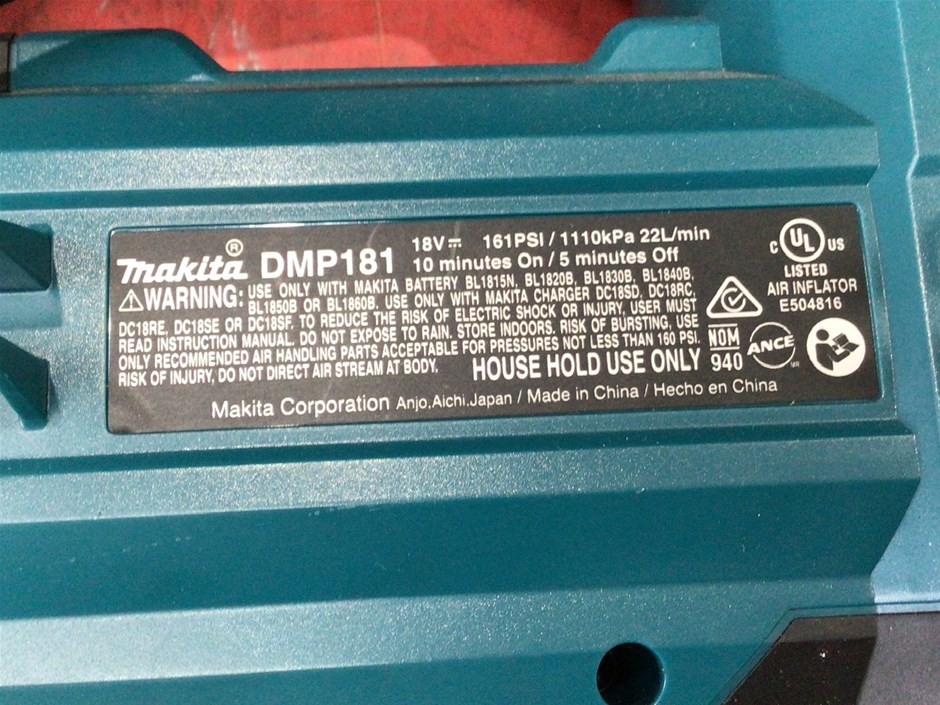 makita® DMP181
18V⎓ 161PSI / 1110kPa 22L/min
10 minutes On / 5 minutes Off
⚠WARNING: USE ONLY WITH MAKITA BATTERY BL1815N, BL1820B, BL1830B, BL1840B,
BL1850B OR BL1860B. USE ONLY WITH MAKITA CHARGER DC18SD, DC18RC,
DC18RE, DC18SE OR DC18SF. TO REDUCE THE RISK OF ELECTRIC SHOCK OR INJURY, USER MUST
READ INSTRUCTION MANUAL. DO NOT EXPOSE TO RAIN. STORE INDOORS. RISK OF BURSTING, USE
ONLY RECOMMENDED AIR HANDLING PARTS ACCEPTABLE FOR PRESSURES NOT LESS THAN 160 PSI.
RISK OF INJURY, DO NOT DIRECT AIR STREAM AT BODY. HOUSE HOLD USE ONLY
Makita Corporation Anjo,Aichi,Japan / Made in China / Hecho en China
C UL US
LISTED
AIR INFLATOR
E504816
NOM
940
ANCE
MR